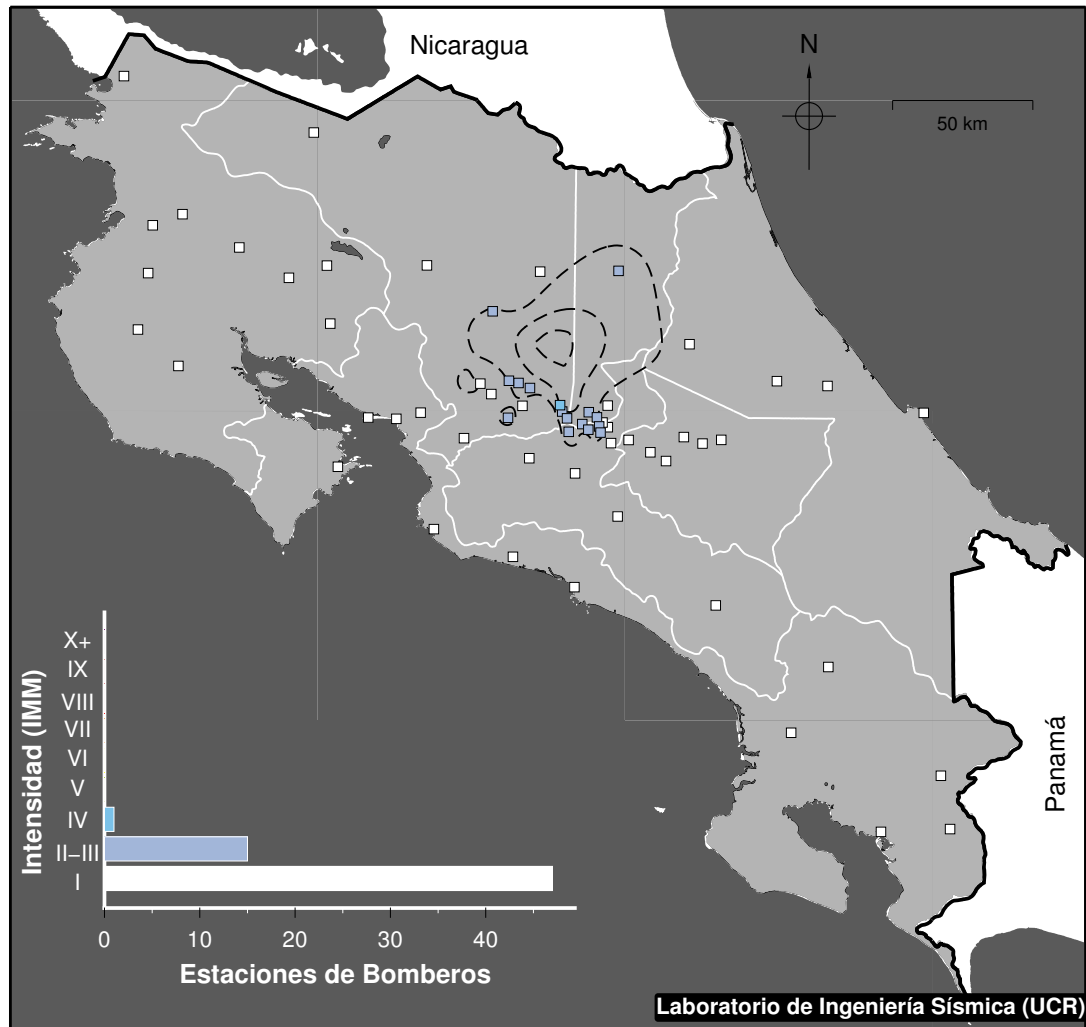 Nicaragua
N
50 km
Panamá
Intensidad (IMM)
X+
IX
VIII
VII
VI
V
IV
II−III
I
0 10 20 30 40
Estaciones de Bomberos
Laboratorio de Ingeniería Sísmica (UCR)